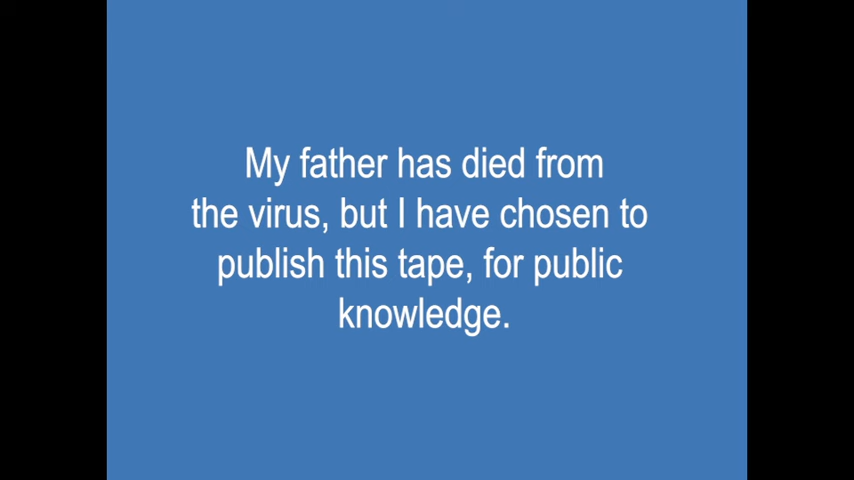 My father has died from
the virus, but I have chosen to
publish this tape, for public
knowledge.